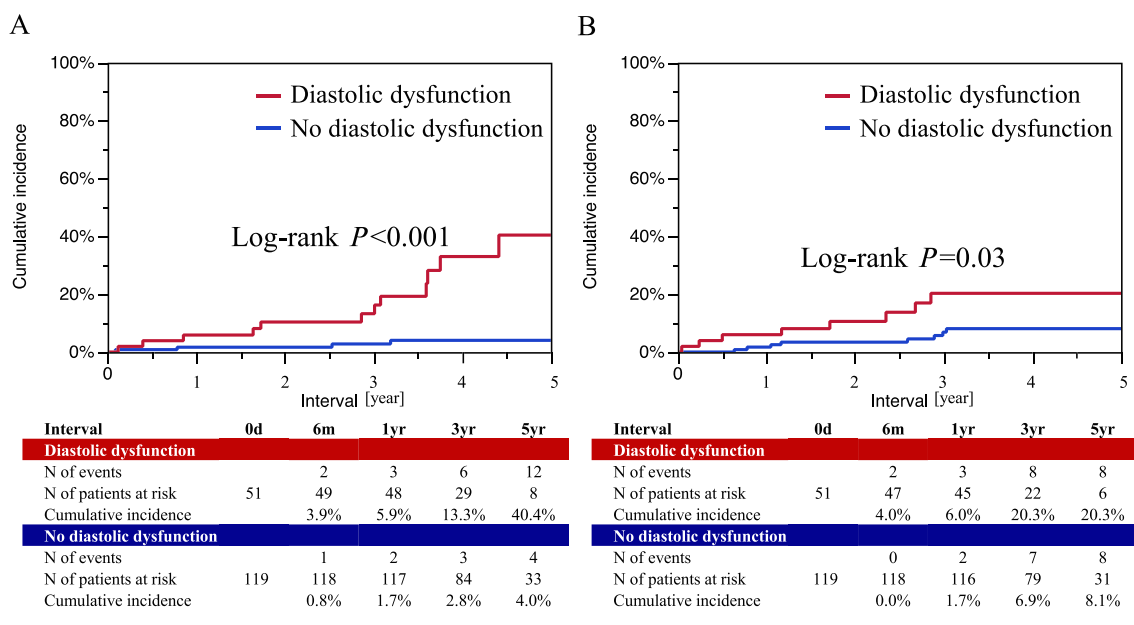 A
Cumulative incidence
100%
80%
60%
40%
20%
0%
Diastolic dysfunction
No diastolic dysfunction
Log-rank P<0.001
0 1 2 3 4 5
Interval [year]
Interval 0d 6m 1yr 3yr 5yr
Diastolic dysfunction
N of events 2 3 6 12
N of patients at risk 51 49 48 29 8
Cumulative incidence 3.9% 5.9% 13.3% 40.4%
No diastolic dysfunction
N of events 1 2 3 4
N of patients at risk 119 118 117 84 33
Cumulative incidence 0.8% 1.7% 2.8% 4.0%
B
Cumulative incidence
100%
80%
60%
40%
20%
0%
Diastolic dysfunction
No diastolic dysfunction
Log-rank P=0.03
0 1 2 3 4 5
Interval [year]
Interval 0d 6m 1yr 3yr 5yr
Diastolic dysfunction
N of events 2 3 8 8
N of patients at risk 51 47 45 22 6
Cumulative incidence 4.0% 6.0% 20.3% 20.3%
No diastolic dysfunction
N of events 0 2 7 8
N of patients at risk 119 118 116 79 31
Cumulative incidence 0.0% 1.7% 6.9% 8.1%